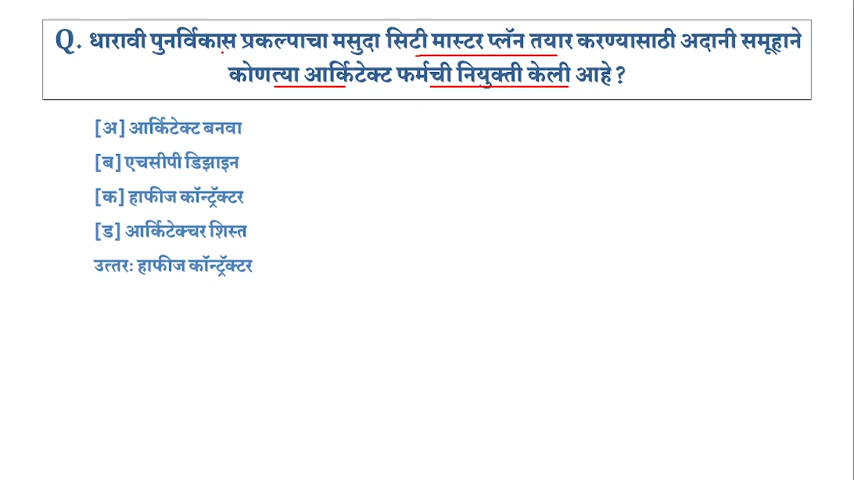 Q. धारावी पुनर्विकास प्रकल्पाचा मसुदा सिटी मास्टर प्लॅन तयार करण्यासाठी अदानी समूहाने
कोणत्या आर्किटेक्ट फर्मची नियुक्ती केली आहे ?
[अ] आर्किटेक्ट बनवा
[ब] एचसीपी डिझाइन
[क] हाफीज कॉन्ट्रॅक्टर
[ड] आर्किटेक्चर शिस्त
उत्तर: हाफीज कॉन्ट्रॅक्टर